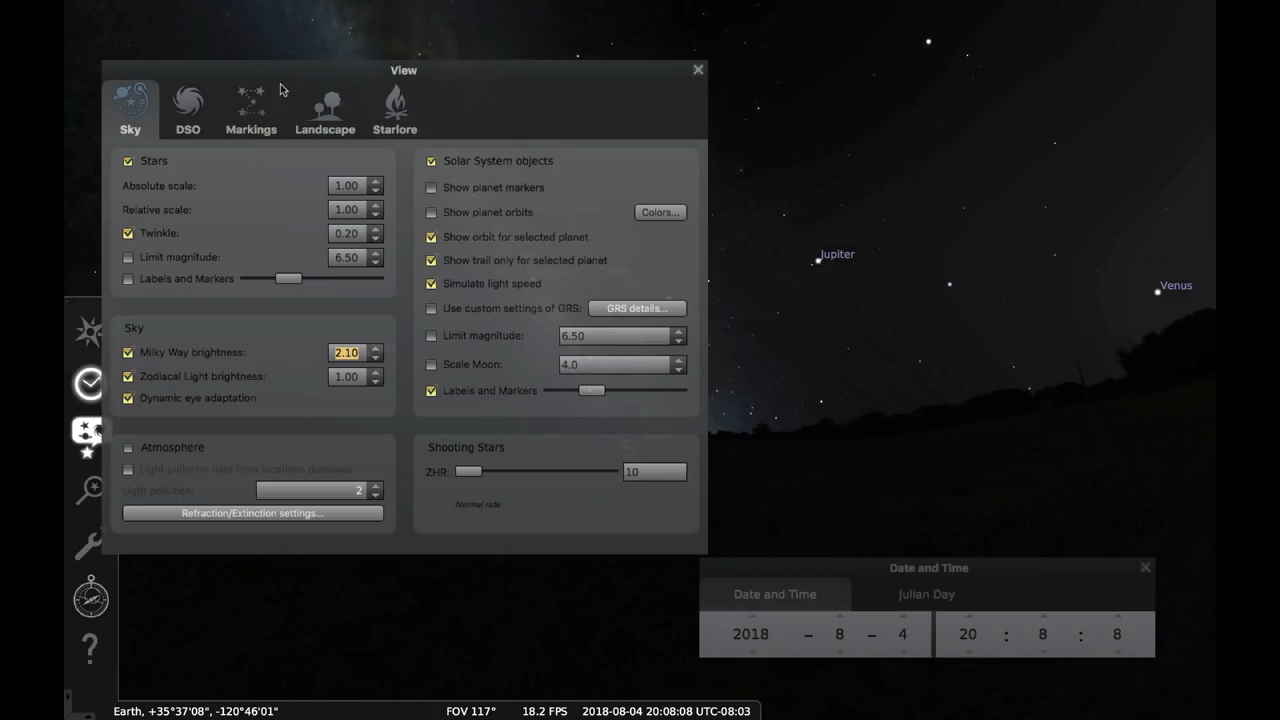 View
Sky
DSO
Markings
Landscape
Starlore
Stars
Absolute scale: 1.00
Relative scale: 1.00
Twinkle: 0.20
Limit magnitude: 6.50
Labels and Markers
Sky
Milky Way brightness: 2.10
Zodiacal Light brightness: 1.00
Dynamic eye adaptation
Atmosphere
Light pollution data from locations database
Light pollution: 2
Refraction/Extinction settings...
Solar System objects
Show planet markers
Show planet orbits Colors...
Show orbit for selected planet
Show trail only for selected planet
Simulate light speed
Use custom settings of GRS: GRS details...
Limit magnitude: 6.50
Scale Moon: 4.0
Labels and Markers
Shooting Stars
ZHR: 10
Normal rate
Jupiter
Venus
S
Date and Time
Date and Time Julian Day
2018 - 8 - 4 20 : 8 : 8
Earth, +35°37'08", -120°46'01" FOV 117° 18.2 FPS 2018-08-04 20:08:08 UTC-08:03